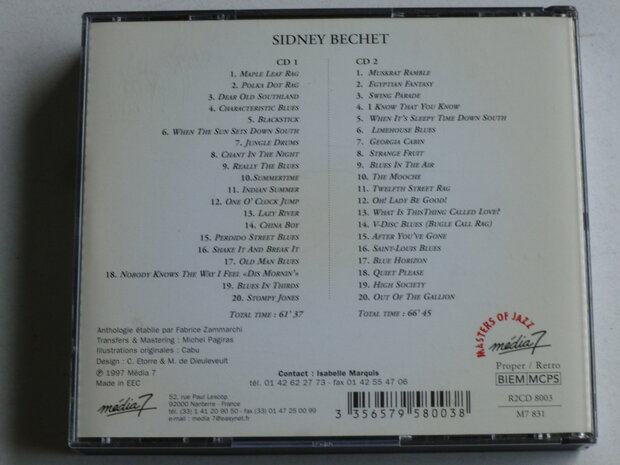 SIDNEY BECHET
CD 1
1. MAPLE LEAF RAG
2. POLKA DOT RAG
3. DEAR OLD SOUTHLAND
4. CHARACTERISTIC BLUES
5. BLACKSTICK
6. WHEN THE SUN SETS DOWN SOUTH
7. JUNGLE DRUMS
8. CHANT IN THE NIGHT
9. REALLY THE BLUES
10.SUMMERTIME
11. INDIAN SUMMER
12. ONE O' CLOCK JUMP
13. LAZY RIVER
14. CHINA BOY
15. PERDIDO STREET BLUES
16. SHAKE IT AND BREAK IT
17. OLD MAN BLUES
18. NOBODY KNOWS THE WAY I FEEL «DIS MORNIN'»
19. BLUES IN THIRDS
20. STOMPY JONES
TOTAL TIME : 61' 37
CD 2
1. MUSKRAT RAMBLE
2. EGYPTIAN FANTASY
3. SWING PARADE
4. I KNOW THAT YOU KNOW
5. WHEN IT'S SLEEPY TIME DOWN SOUTH
6. LIMEHOUSE BLUES
7. GEORGIA CABIN
8. STRANGE FRUIT
9. BLUES IN THE AIR
10. THE MOOCHE
11. TWELFTH STREET RAG
12. OH! LADY BE GOOD!
13. WHAT IS THISTHING CALLED LOVE?
14. V-DISC BLUES (BUGLE CALL RAG)
15. AFTER YOU'VE GONE
16. SAINT-LOUIS BLUES
17. BLUE HORIZON
18. QUIET PLEASE
19. HIGH SOCIETY
20. OUT OF THE GALLION
TOTAL TIME : 66' 45
Anthologie établie par Fabrice Zammarchi
Transfers & Mastering : Michel Pagiras
Illustrations originales : Cabu
Design : C. Etorre & M. de Dieuleveult
℗ 1997 Média 7
Made in EEC
Contact : Isabelle Marquis
tél. 01 42 62 27 73 - fax 01 42 55 47 06
média 7
52, rue Paul Lescop
92000 Nanterre - France
tél. (33) 1 41 20 90 50 - fax (33) 01 47 25 00 99
e-mail : media 7@easynet.fr
3 356579 580038
MASTERS OF JAZZ
média 7
Proper / Retro
BIEM MCPS
R2CD 8003
M7 831